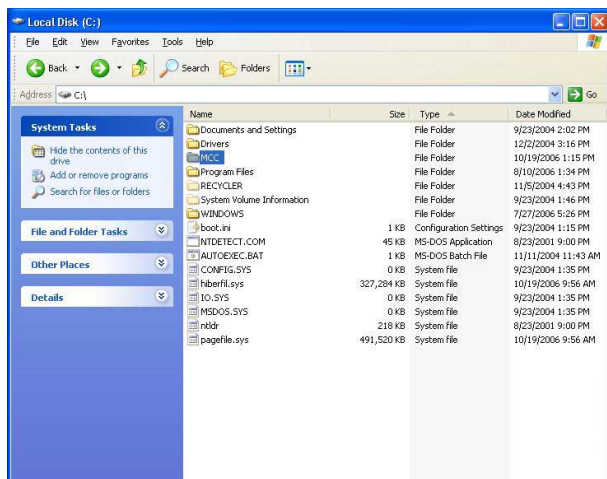 Local Disk (C:)
File Edit View Favorites Tools Help
Back Search Folders
Address C:\ Go
System Tasks
Hide the contents of this
drive
Add or remove programs
Search for files or folders
File and Folder Tasks
Other Places
Details
Name Size Type Date Modified
Documents and Settings File Folder 9/23/2004 2:02 PM
Drivers File Folder 12/2/2004 3:16 PM
MCC File Folder 10/19/2006 1:15 PM
Program Files File Folder 8/10/2006 1:34 PM
RECYCLER File Folder 11/5/2004 4:43 PM
System Volume Information File Folder 9/23/2004 1:46 PM
WINDOWS File Folder 7/27/2006 5:26 PM
boot.ini 1 KB Configuration Settings 9/23/2004 1:15 PM
NTDETECT.COM 45 KB MS-DOS Application 8/23/2001 9:00 PM
AUTOEXEC.BAT 1 KB MS-DOS Batch File 11/11/2004 11:43 AM
CONFIG.SYS 0 KB System file 9/23/2004 1:35 PM
hiberfil.sys 327,284 KB System file 10/19/2006 9:56 AM
IO.SYS 0 KB System file 9/23/2004 1:35 PM
MSDOS.SYS 0 KB System file 9/23/2004 1:35 PM
ntldr 218 KB System file 8/23/2001 9:00 PM
pagefile.sys 491,520 KB System file 10/19/2006 9:56 AM